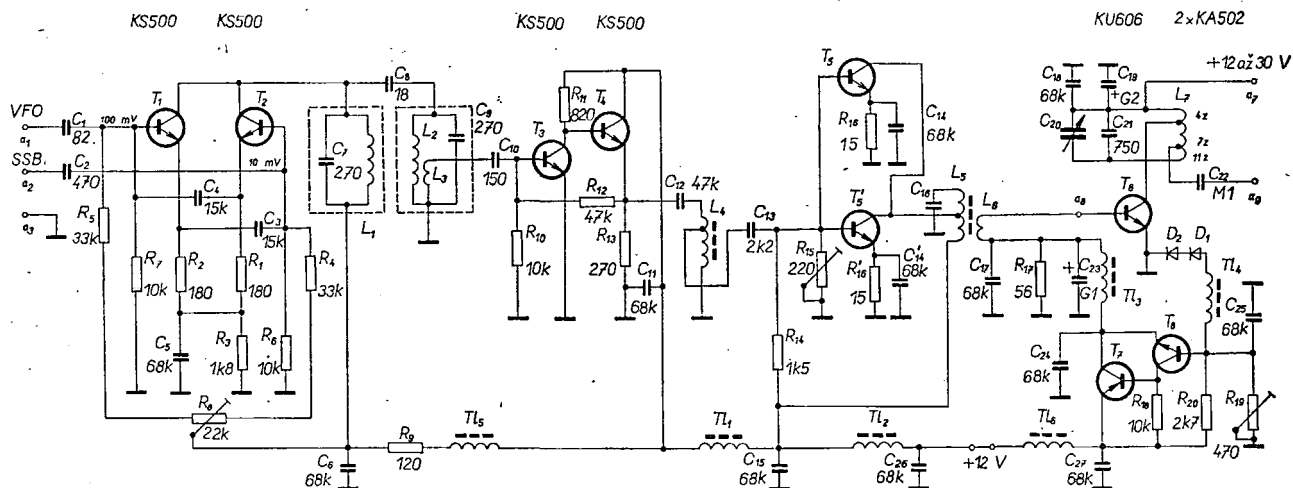 KS500 KS500 KS500 KS500 KU606 2×KA502
VFO
a₁
C₁
82
100 mV
T₁
T₂
SSB
a₂
C₂
470
10 mV
a₃
R₅
33k
C₄
15k
C₃
15k
R₇
10k
R₂
180
R₁
180
R₄
33k
C₅
68k
R₃
1k8
R₆
10k
R₈
22k
C₈
18
C₇
270
L₁
L₂
L₃
C₉
270
C₁₀
150
C₆
68k
R₉
120
Tl₅
T₃
R₁₁
820
T₄
R₁₂
47k
R₁₀
10k
R₁₃
270
C₁₁
68k
C₁₂
47k
L₄
C₁₃
2k2
Tl₁
T₅
R₁₆
15
C₁₄
68k
R₁₅
220
T₅'
R'₁₆
15
C₁₄'
68k
R₁₄
1k5
C₁₅
68k
Tl₂
C₂₆
68k
+12 V
Tl₆
C₂₇
68k
C₁₆
L₅
L₆
a₈
C₁₇
68k
R₁₇
56
+
C₂₃
G1
Tl₃
C₁₈
68k
C₁₉
+
G2
C₂₀
C₂₁
750
L₇
4z
7z
11z
+12 až 30 V
a₇
C₂₂
M1
a₉
T₆
D₂
D₁
Tl₄
C₂₅
68k
C₂₄
68k
T₇
T₈
R₁₈
10k
R₂₀
2k7
R₁₉
470